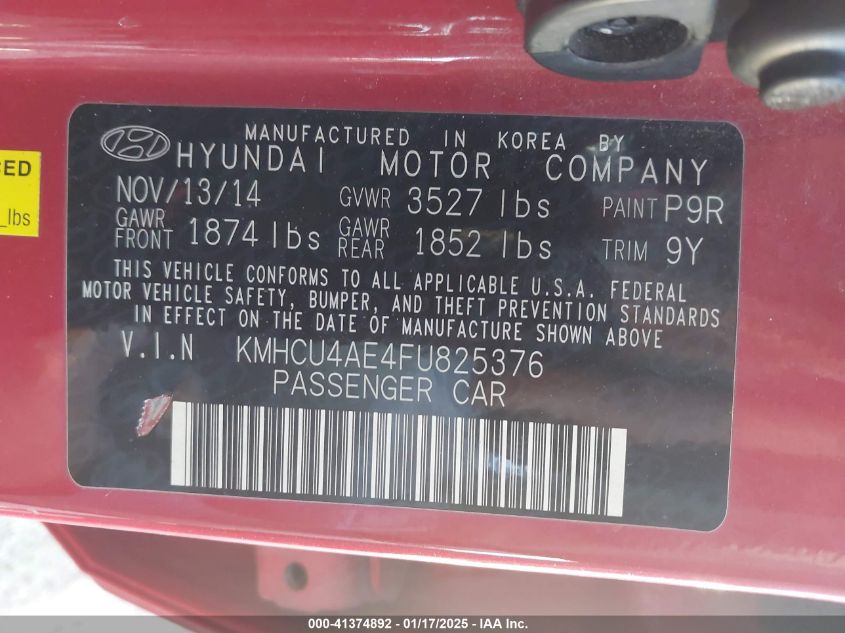 MANUFACTURED IN KOREA BY
HYUNDAI MOTOR COMPANY
NOV/13/14 GVWR 3527 lbs PAINT P9R
GAWR FRONT 1874 lbs GAWR REAR 1852 lbs TRIM 9Y
THIS VEHICLE CONFORMS TO ALL APPLICABLE U.S.A. FEDERAL
MOTOR VEHICLE SAFETY, BUMPER, AND THEFT PREVENTION STANDARDS
IN EFFECT ON THE DATE OF MANUFACTURE SHOWN ABOVE
V.I.N KMHCU4AE4FU825376
PASSENGER CAR
lbs
000-41374892 — 01/17/2025 — IAA Inc.